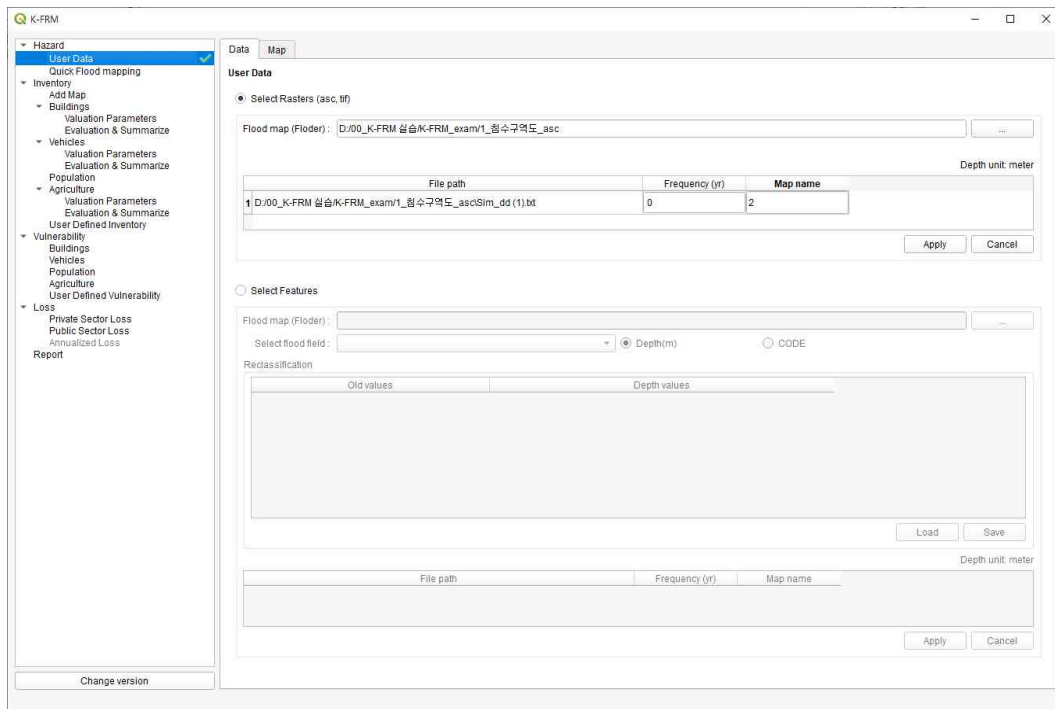 K-FRM
Hazard
User Data
Quick Flood mapping
Inventory
Add Map
Buildings
Valuation Parameters
Evaluation & Summarize
Vehicles
Valuation Parameters
Evaluation & Summarize
Population
Agriculture
Valuation Parameters
Evaluation & Summarize
User Defined Inventory
Vulnerability
Buildings
Vehicles
Population
Agriculture
User Defined Vulnerability
Loss
Private Sector Loss
Public Sector Loss
Annualized Loss
Report
Change version
Data Map
User Data
Select Rasters (asc, tif)
Flood map (Floder) : D:/00_K-FRM 실습/K-FRM_exam/1_침수구역도_asc ...
Depth unit: meter
File path Frequency (yr) Map name
1 D:/00_K-FRM 실습/K-FRM_exam/1_침수구역도_asc\Sim_dd (1).txt 0 2
Apply Cancel
Select Features
Flood map (Floder) : ...
Select flood field : Depth(m) CODE
Reclassification
Old values Depth values
Load Save
Depth unit: meter
File path Frequency (yr) Map name
Apply Cancel